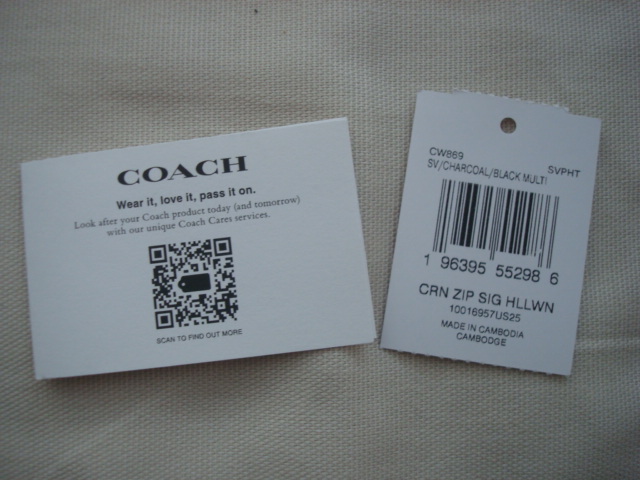 COACH
Wear it, love it, pass it on.
Look after your Coach product today (and tomorrow)
with our unique Coach Cares services.
SCAN TO FIND OUT MORE
CW869 SVPHT
SV/CHARCOAL/BLACK MULTI
1 96395 55298 6
CRN ZIP SIG HLLWN
10016957US25
MADE IN CAMBODIA
CAMBODGE